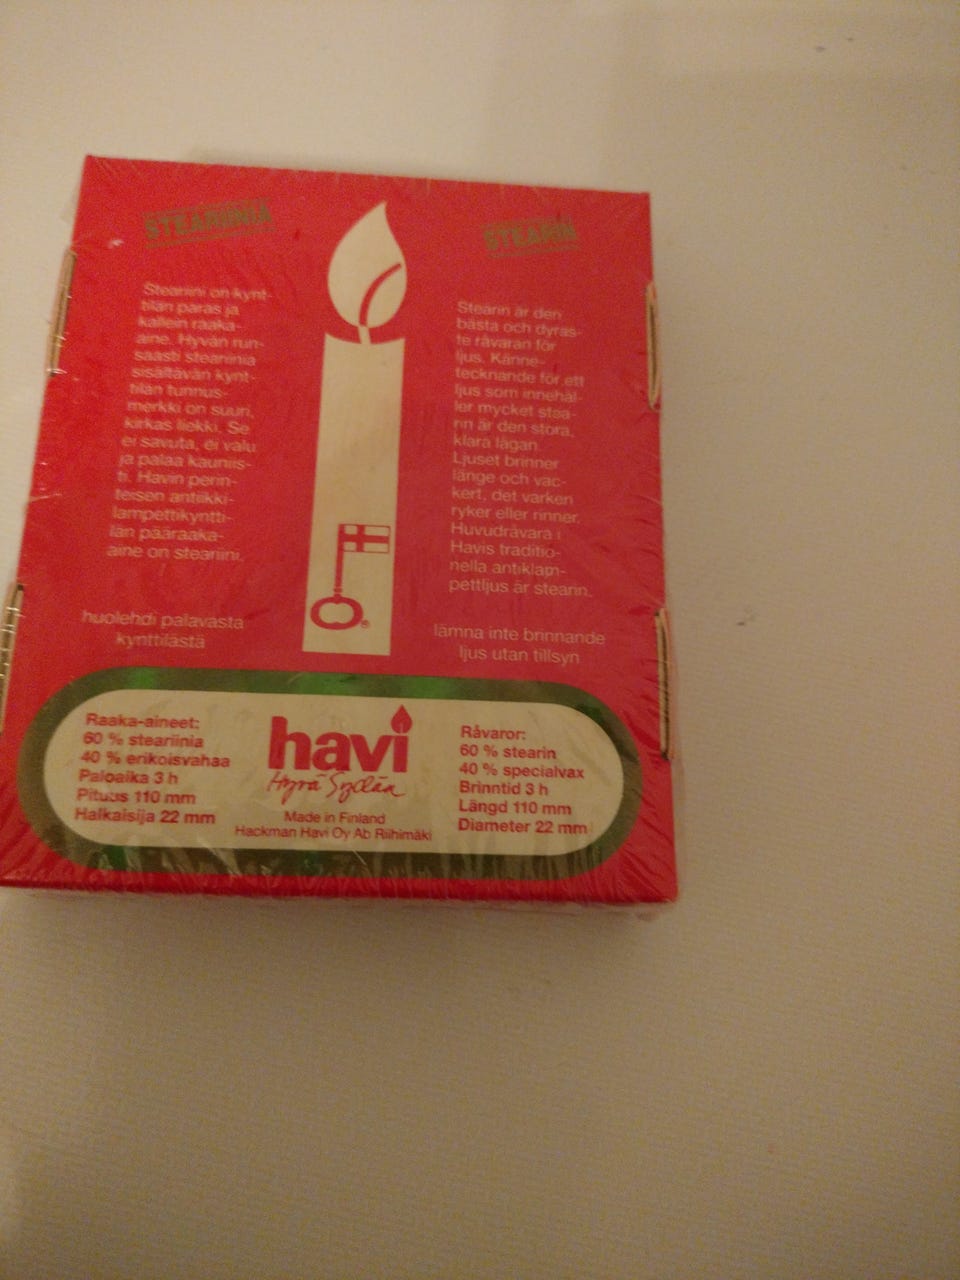 STEARIINIA
Steariini on kynt-
tilän paras ja
kallein raaka-
aine. Hyvän run-
saasti steariinia
sisältävän kynt-
tilän tunnus-
merkki on suuri,
kirkas liekki. Se
ei savuta, ei valu
ja palaa kauniis-
ti. Havin perin-
teisen antiikki-
lampettikyntti-
län pääraaka-
aine on steariini.
huolehdi palavasta
kynttilästä
STEARIN
Stearin är den
bästa och dyras-
te råvaran för
ljus. Känne-
tecknande för ett
ljus som innehål-
ler mycket stea-
rin är den stora,
klara lågan.
Ljuset brinner
länge och vac-
kert, det varken
ryker eller rinner.
Huvudråvara i
Havis traditio-
nella antiklam-
pettljus är stearin.
lämna inte brinnande
ljus utan tillsyn
®
Raaka-aineet:
60 % steariinia
40 % erikoisvahaa
Paloaika 3 h
Pituus 110 mm
Halkaisija 22 mm
havi
Hyvä Sydän
Made in Finland
Hackman Havi Oy Ab Riihimäki
Råvaror:
60 % stearin
40 % specialvax
Brinntid 3 h
Längd 110 mm
Diameter 22 mm